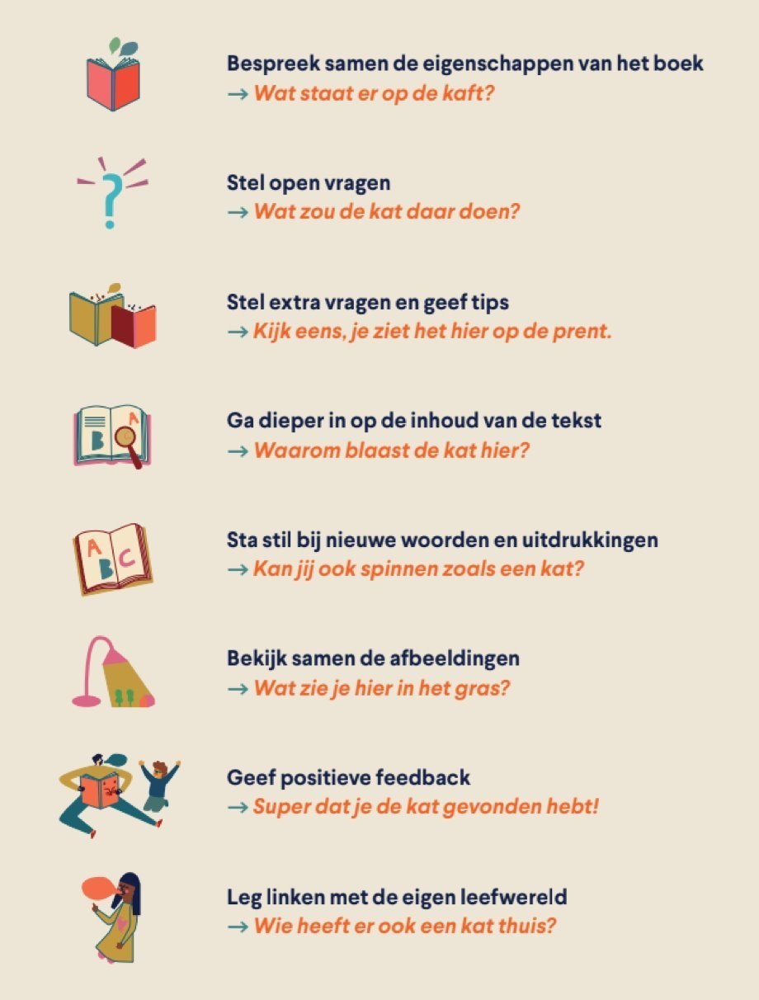 Bespreek samen de eigenschappen van het boek
→ Wat staat er op de kaft?
Stel open vragen
→ Wat zou de kat daar doen?
Stel extra vragen en geef tips
→ Kijk eens, je ziet het hier op de prent.
Ga dieper in op de inhoud van de tekst
→ Waarom blaast de kat hier?
Sta stil bij nieuwe woorden en uitdrukkingen
→ Kan jij ook spinnen zoals een kat?
Bekijk samen de afbeeldingen
→ Wat zie je hier in het gras?
Geef positieve feedback
→ Super dat je de kat gevonden hebt!
Leg linken met de eigen leefwereld
→ Wie heeft er ook een kat thuis?